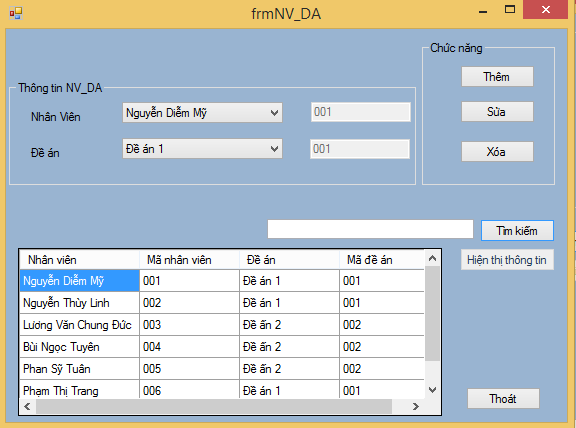 frmNV_DA
Chức năng
Thêm
Thông tin NV_DA
Nhân Viên Nguyễn Diễm Mỹ 001
Sửa
Đề án Đề án 1 001
Xóa
Tìm kiếm
Nhân viên Mã nhân viên Đề án Mã đề án
Hiện thị thông tin
Nguyễn Diễm Mỹ 001 Đề án 1 001
Nguyễn Thùy Linh 002 Đề án 1 001
Lương Văn Chung Đức 003 Đề ấn 2 002
Bùi Ngọc Tuyên 004 Đề ấn 2 002
Phan Sỹ Tuân 005 Đề ấn 2 002
Phạm Thị Trang 006 Đề án 1 001
Thoát